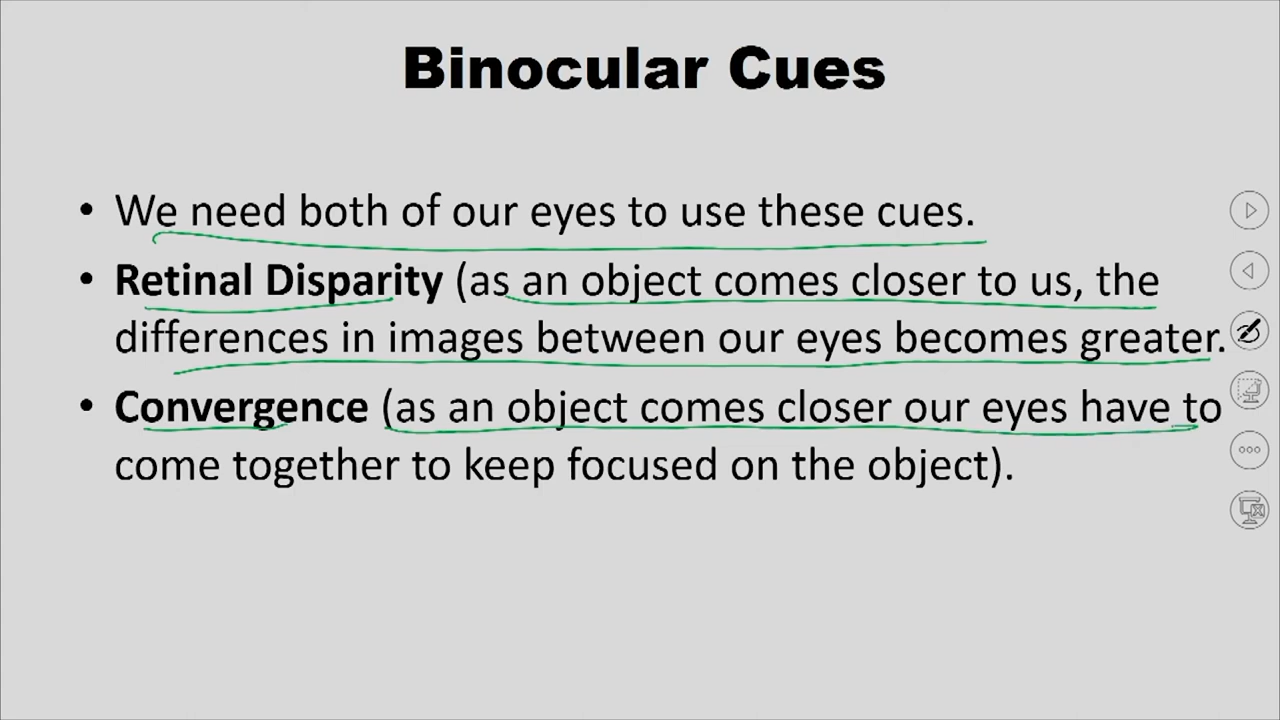 Binocular Cues
• We need both of our eyes to use these cues.
• Retinal Disparity (as an object comes closer to us, the
differences in images between our eyes becomes greater.
• Convergence (as an object comes closer our eyes have to
come together to keep focused on the object).